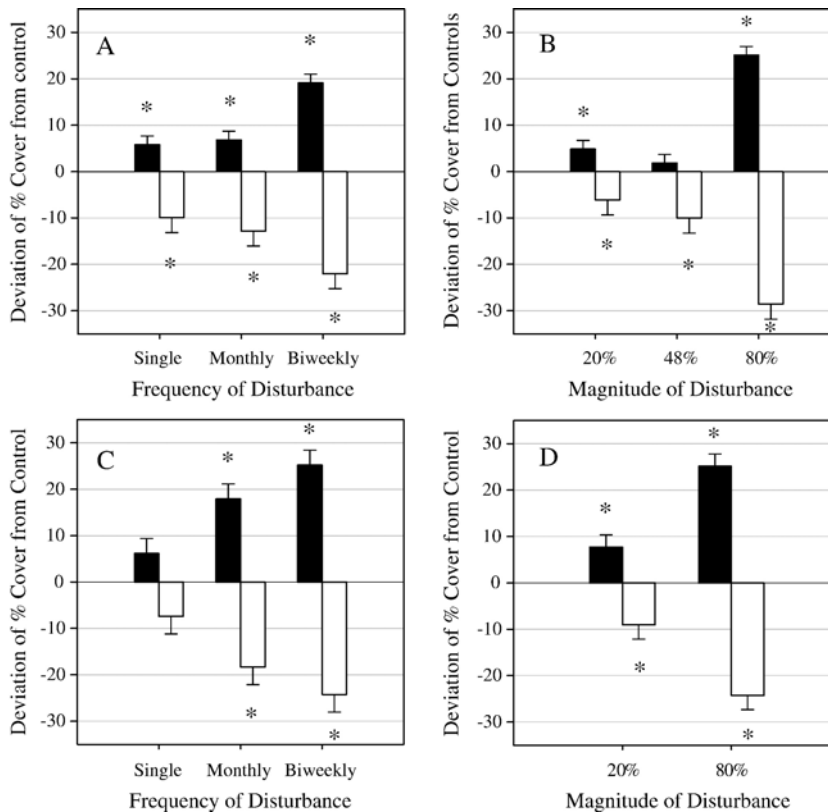 A
Deviation of % Cover from control
30
20
10
0
-10
-20
-30
* * *
* * *
Single Monthly Biweekly
Frequency of Disturbance
B
Deviation of % Cover from Controls
30
20
10
0
-10
-20
-30
* *
* * *
20% 48% 80%
Magnitude of Disturbance
C
Deviation of % Cover from Control
30
20
10
0
-10
-20
-30
* *
* *
Single Monthly Biweekly
Frequency of Disturbance
D
Deviation of % Cover from Control
30
20
10
0
-10
-20
-30
* *
* *
20% 80%
Magnitude of Disturbance